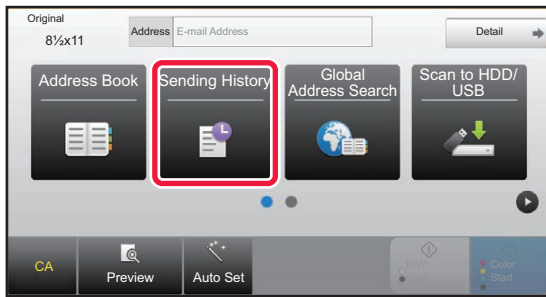 Original
8½x11
Address
E-mail Address
Detail
Address Book
Sending History
Global
Address Search
Scan to HDD/
USB
CA
Preview
Auto Set
B/W
Start
Color
Start